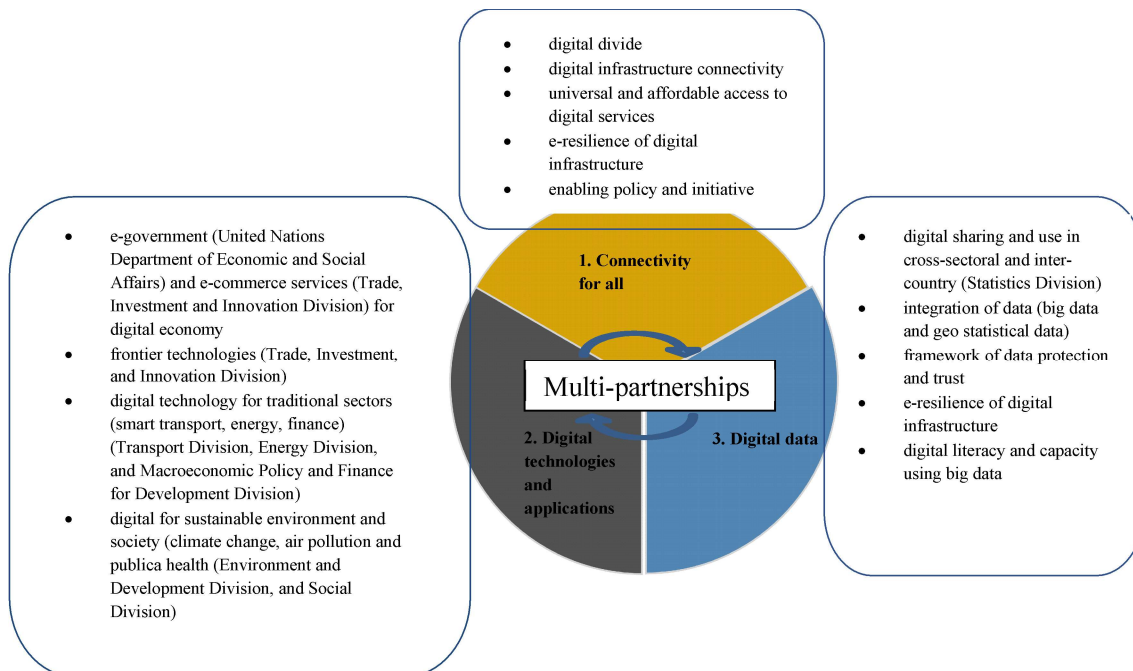 • digital divide
• digital infrastructure connectivity
• universal and affordable access to
digital services
• e-resilience of digital
infrastructure
• enabling policy and initiative
• e-government (United Nations
Department of Economic and Social
Affairs) and e-commerce services (Trade,
Investment and Innovation Division) for
digital economy
• frontier technologies (Trade, Investment,
and Innovation Division)
• digital technology for traditional sectors
(smart transport, energy, finance)
(Transport Division, Energy Division,
and Macroeconomic Policy and Finance
for Development Division)
• digital for sustainable environment and
society (climate change, air pollution and
publica health (Environment and
Development Division, and Social
Division)
1. Connectivity
for all
Multi-partnerships
2. Digital
technologies
and
applications
3. Digital data
• digital sharing and use in
cross-sectoral and inter-
country (Statistics Division)
• integration of data (big data
and geo statistical data)
• framework of data protection
and trust
• e-resilience of digital
infrastructure
• digital literacy and capacity
using big data